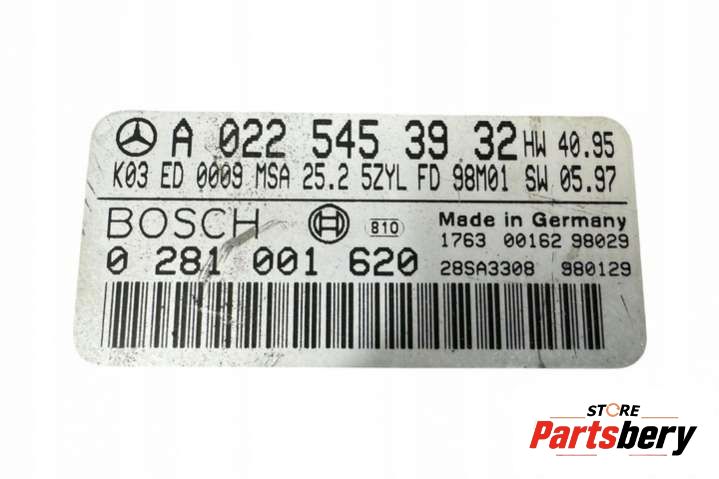 A 022 545 39 32 HW 40.95
K03 ED 0009 MSA 25.2 5ZYL FD 98M01 SW 05.97
BOSCH 810 Made in Germany
1763 00162 98029
0 281 001 620 28SA3308 980129
STORE
Partsbery